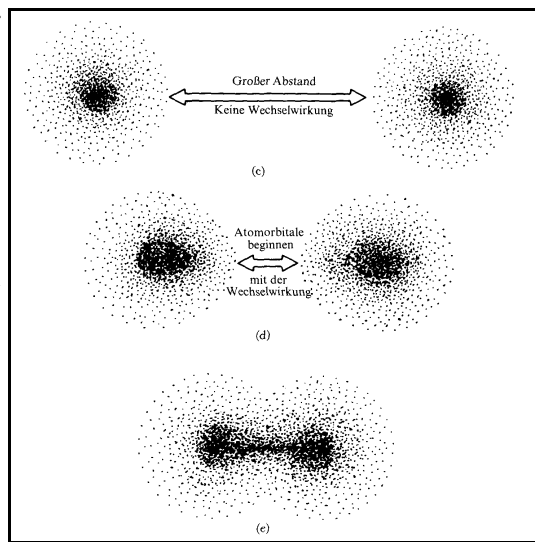 Großer Abstand
Keine Wechselwirkung
(c)
Atomorbitale
beginnen
mit der
Wechselwirkung
(d)
(e)